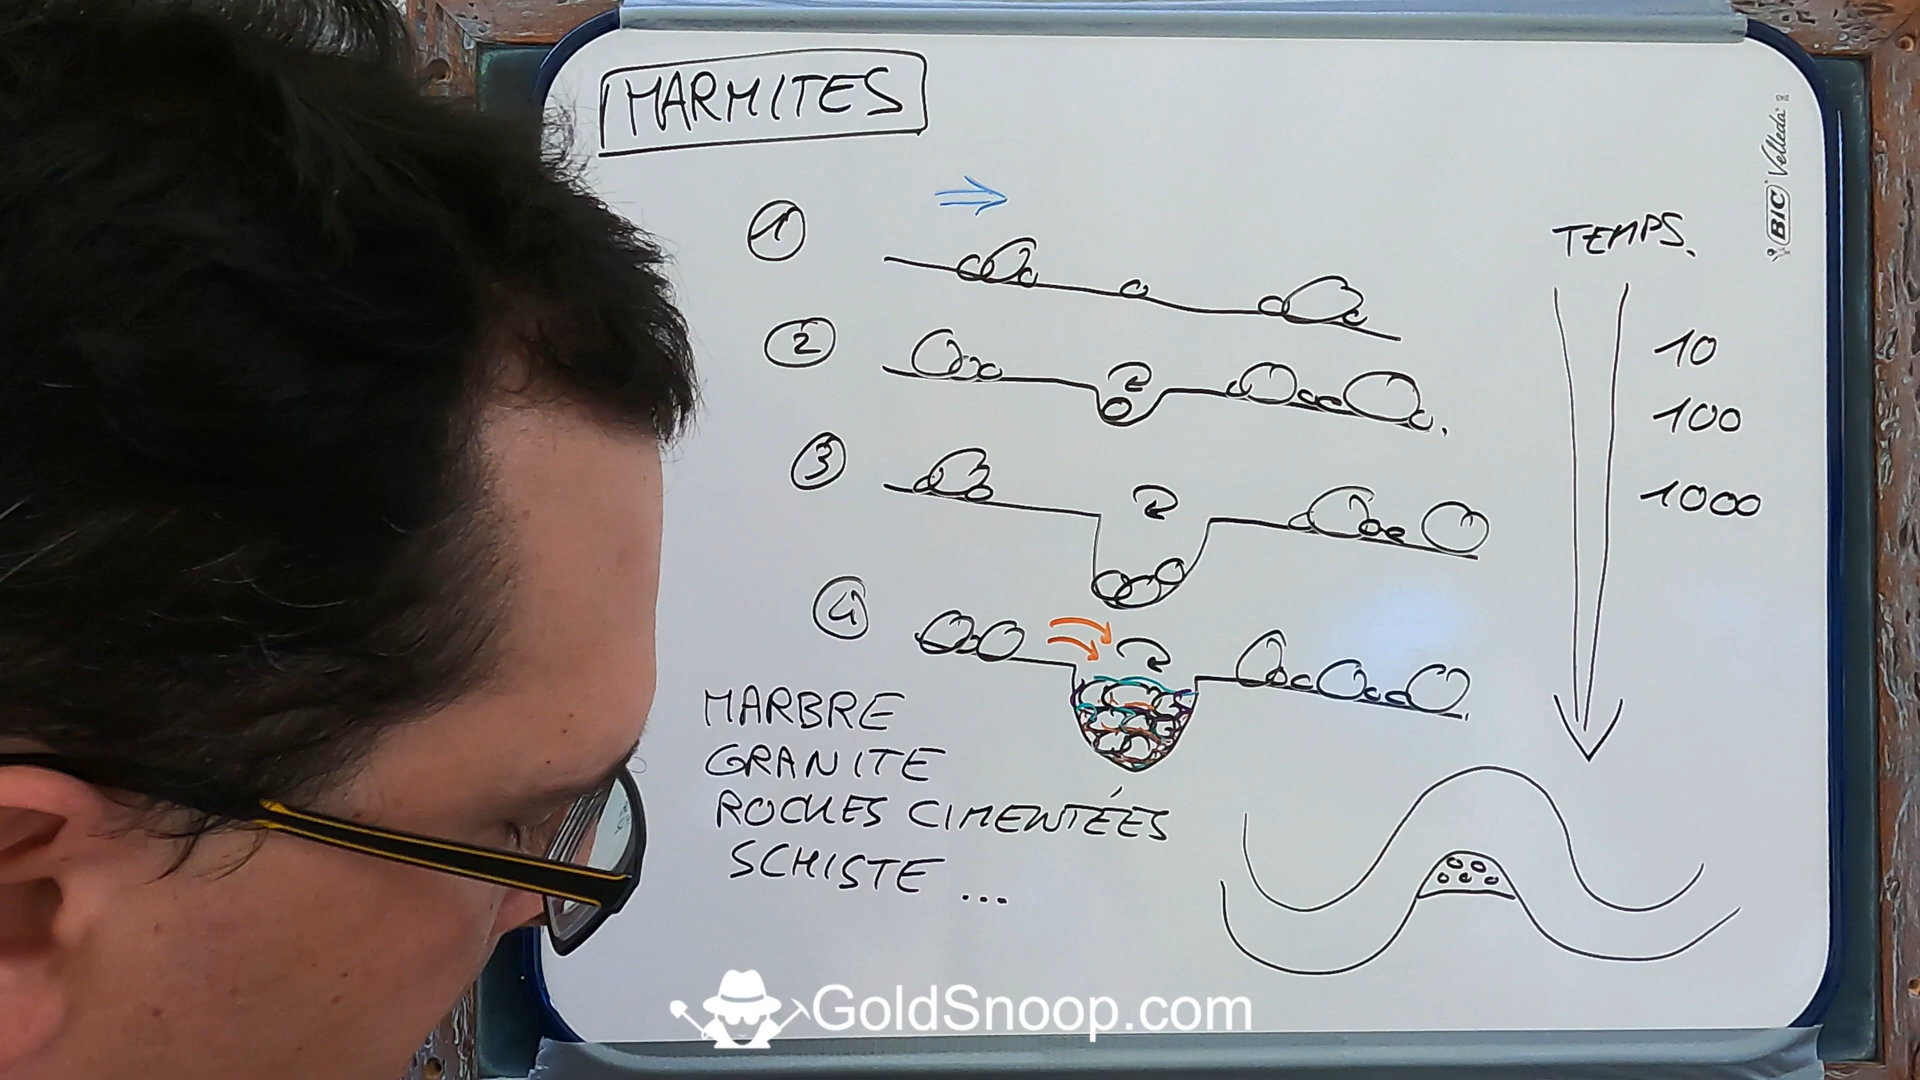 MARMITES
1
TEMPS.
2
10
100
3
1000
4
MARBRE
GRANITE
ROCHES CIMENTÉES
SCHISTE ...
BIC Velleda
GoldSnoop.com